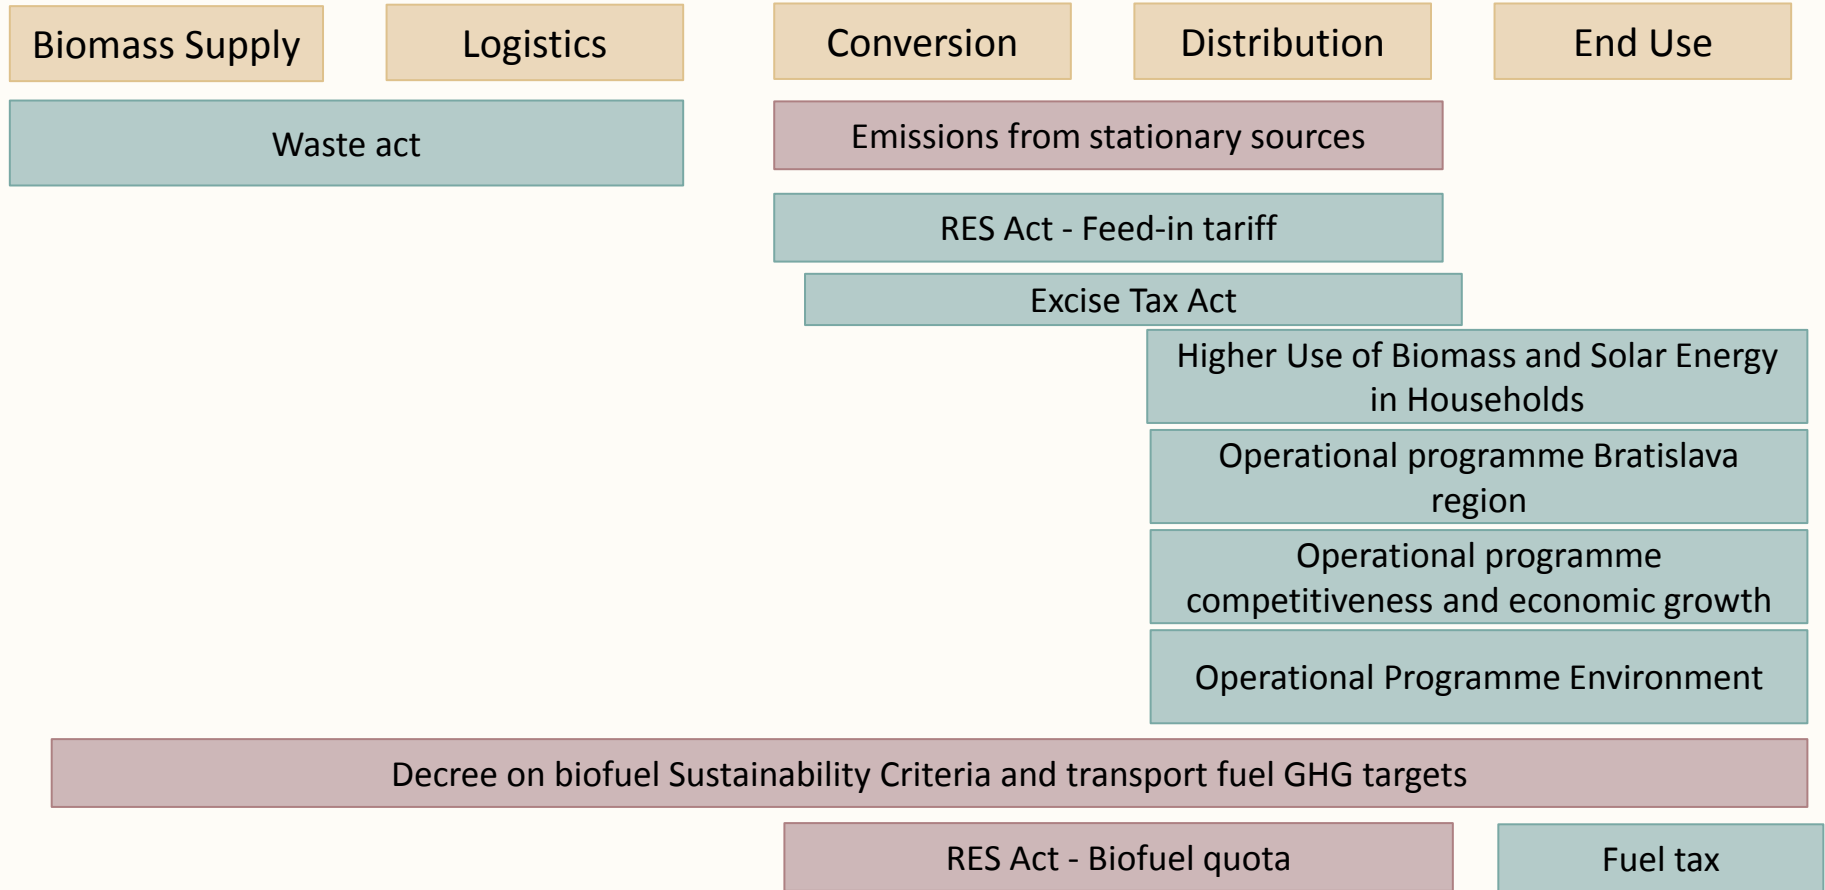 Biomass Supply
Logistics
Conversion
Distribution
End Use
Waste act
Emissions from stationary sources
RES Act - Feed-in tariff
Excise Tax Act
Higher Use of Biomass and Solar Energy
in Households
Operational programme Bratislava
region
Operational programme
competitiveness and economic growth
Operational Programme Environment
Decree on biofuel Sustainability Criteria and transport fuel GHG targets
RES Act - Biofuel quota
Fuel tax